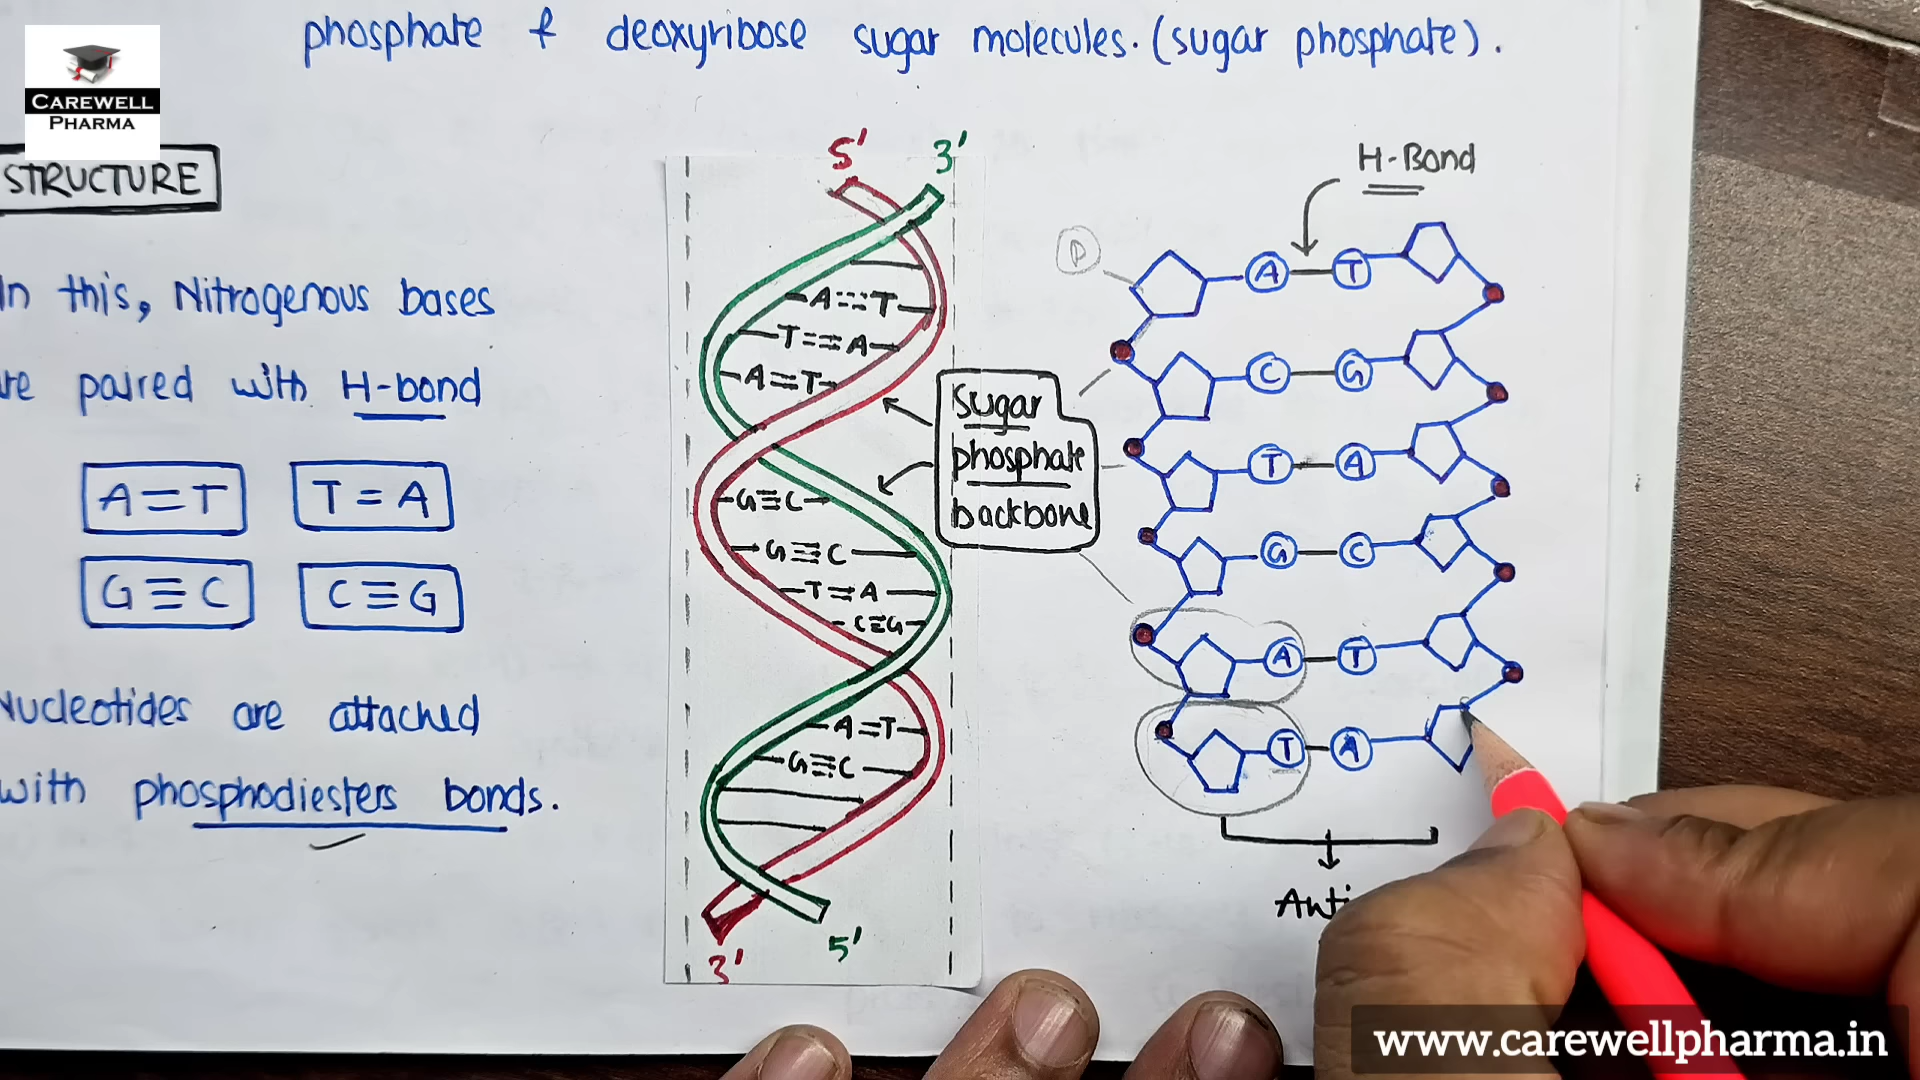 phosphate & deoxyribose sugar molecules. (sugar phosphate).
CAREWELL
PHARMA
STRUCTURE
In this, Nitrogenous bases
are paired with H-bond
A=T T=A
G≡C C≡G
Nucleotides are attached
with phosphodiesters bonds.
5' 3'
A=T
T=A
A=T
G≡C
G≡C
T=A
C≡G
A=T
G≡C
3' 5'
Sugar
phosphate
backbone
H-Bond
P
A T
C G
T A
G C
A T
T A
Anti
www.carewellpharma.in